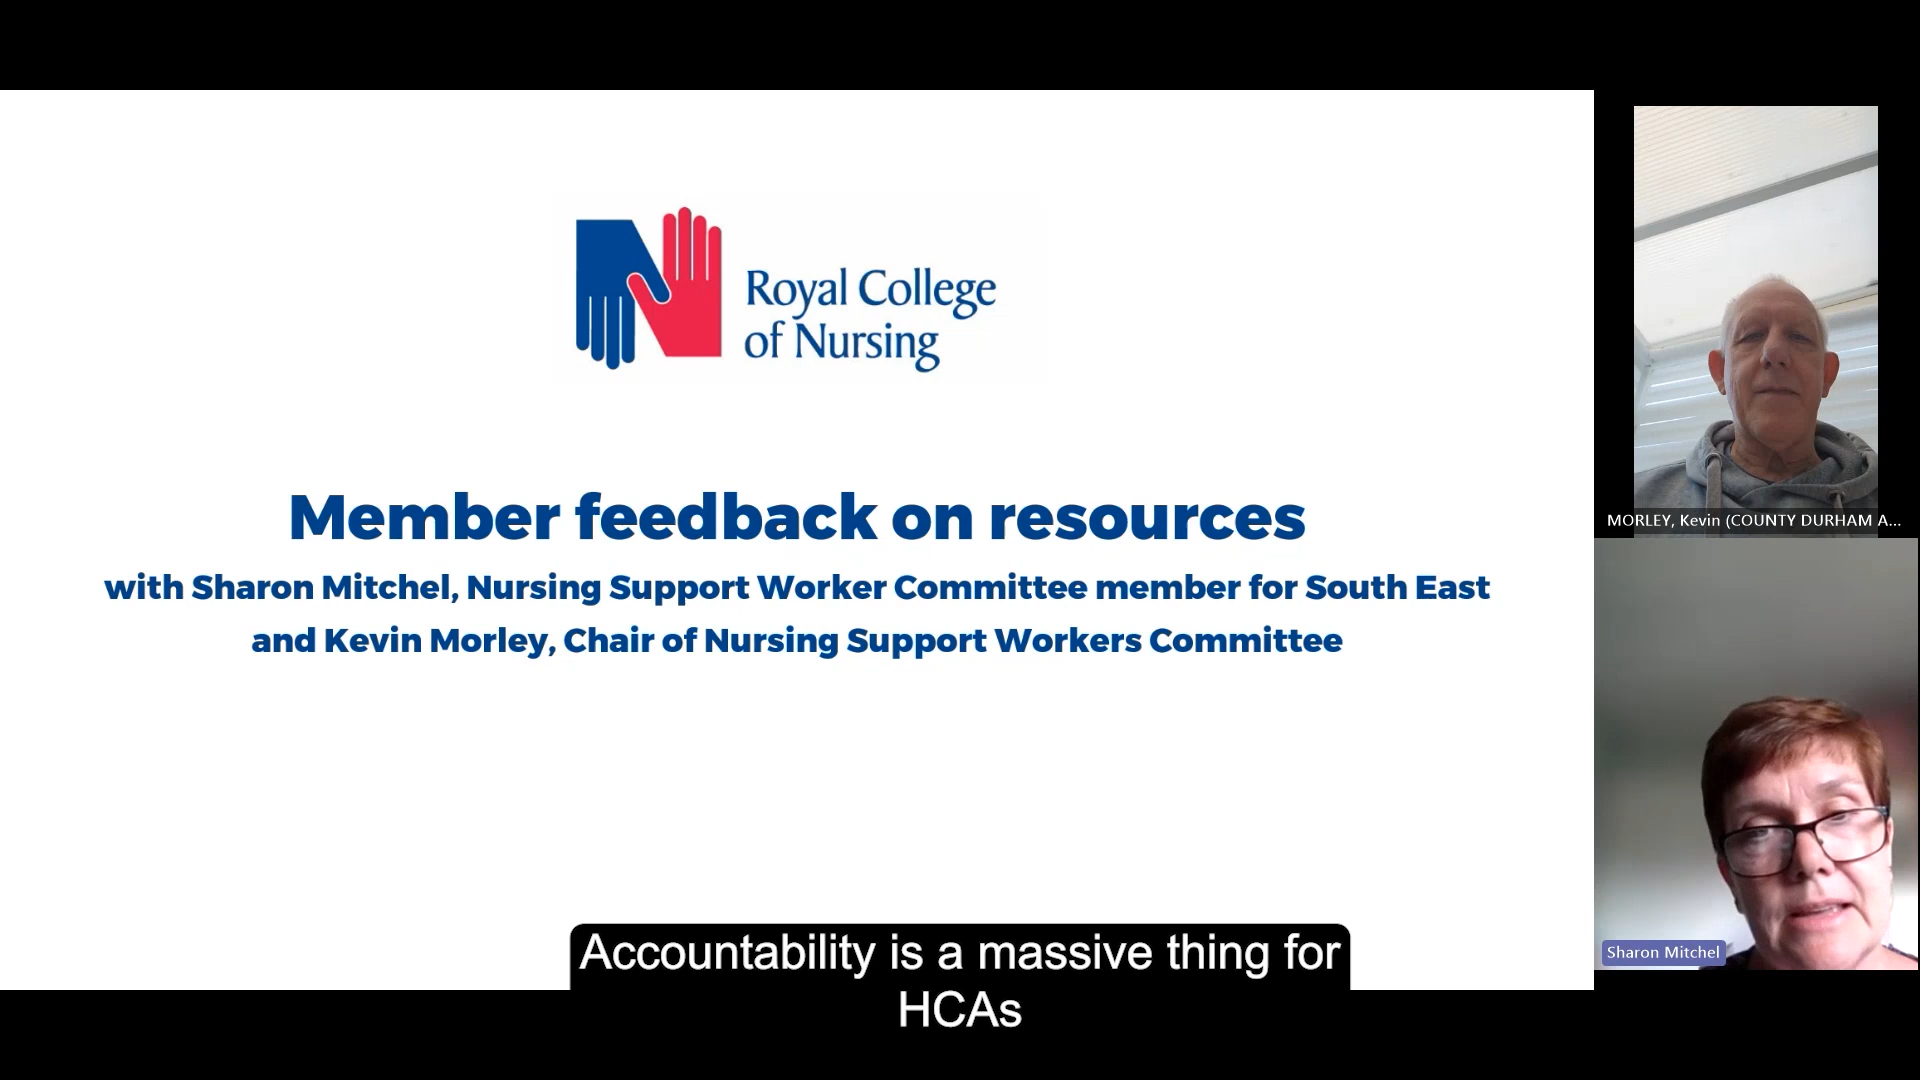 Royal College
of Nursing
Member feedback on resources
with Sharon Mitchel, Nursing Support Worker Committee member for South East
and Kevin Morley, Chair of Nursing Support Workers Committee
MORLEY, Kevin (COUNTY DURHAM A...
Sharon Mitchel
Accountability is a massive thing for
HCAs